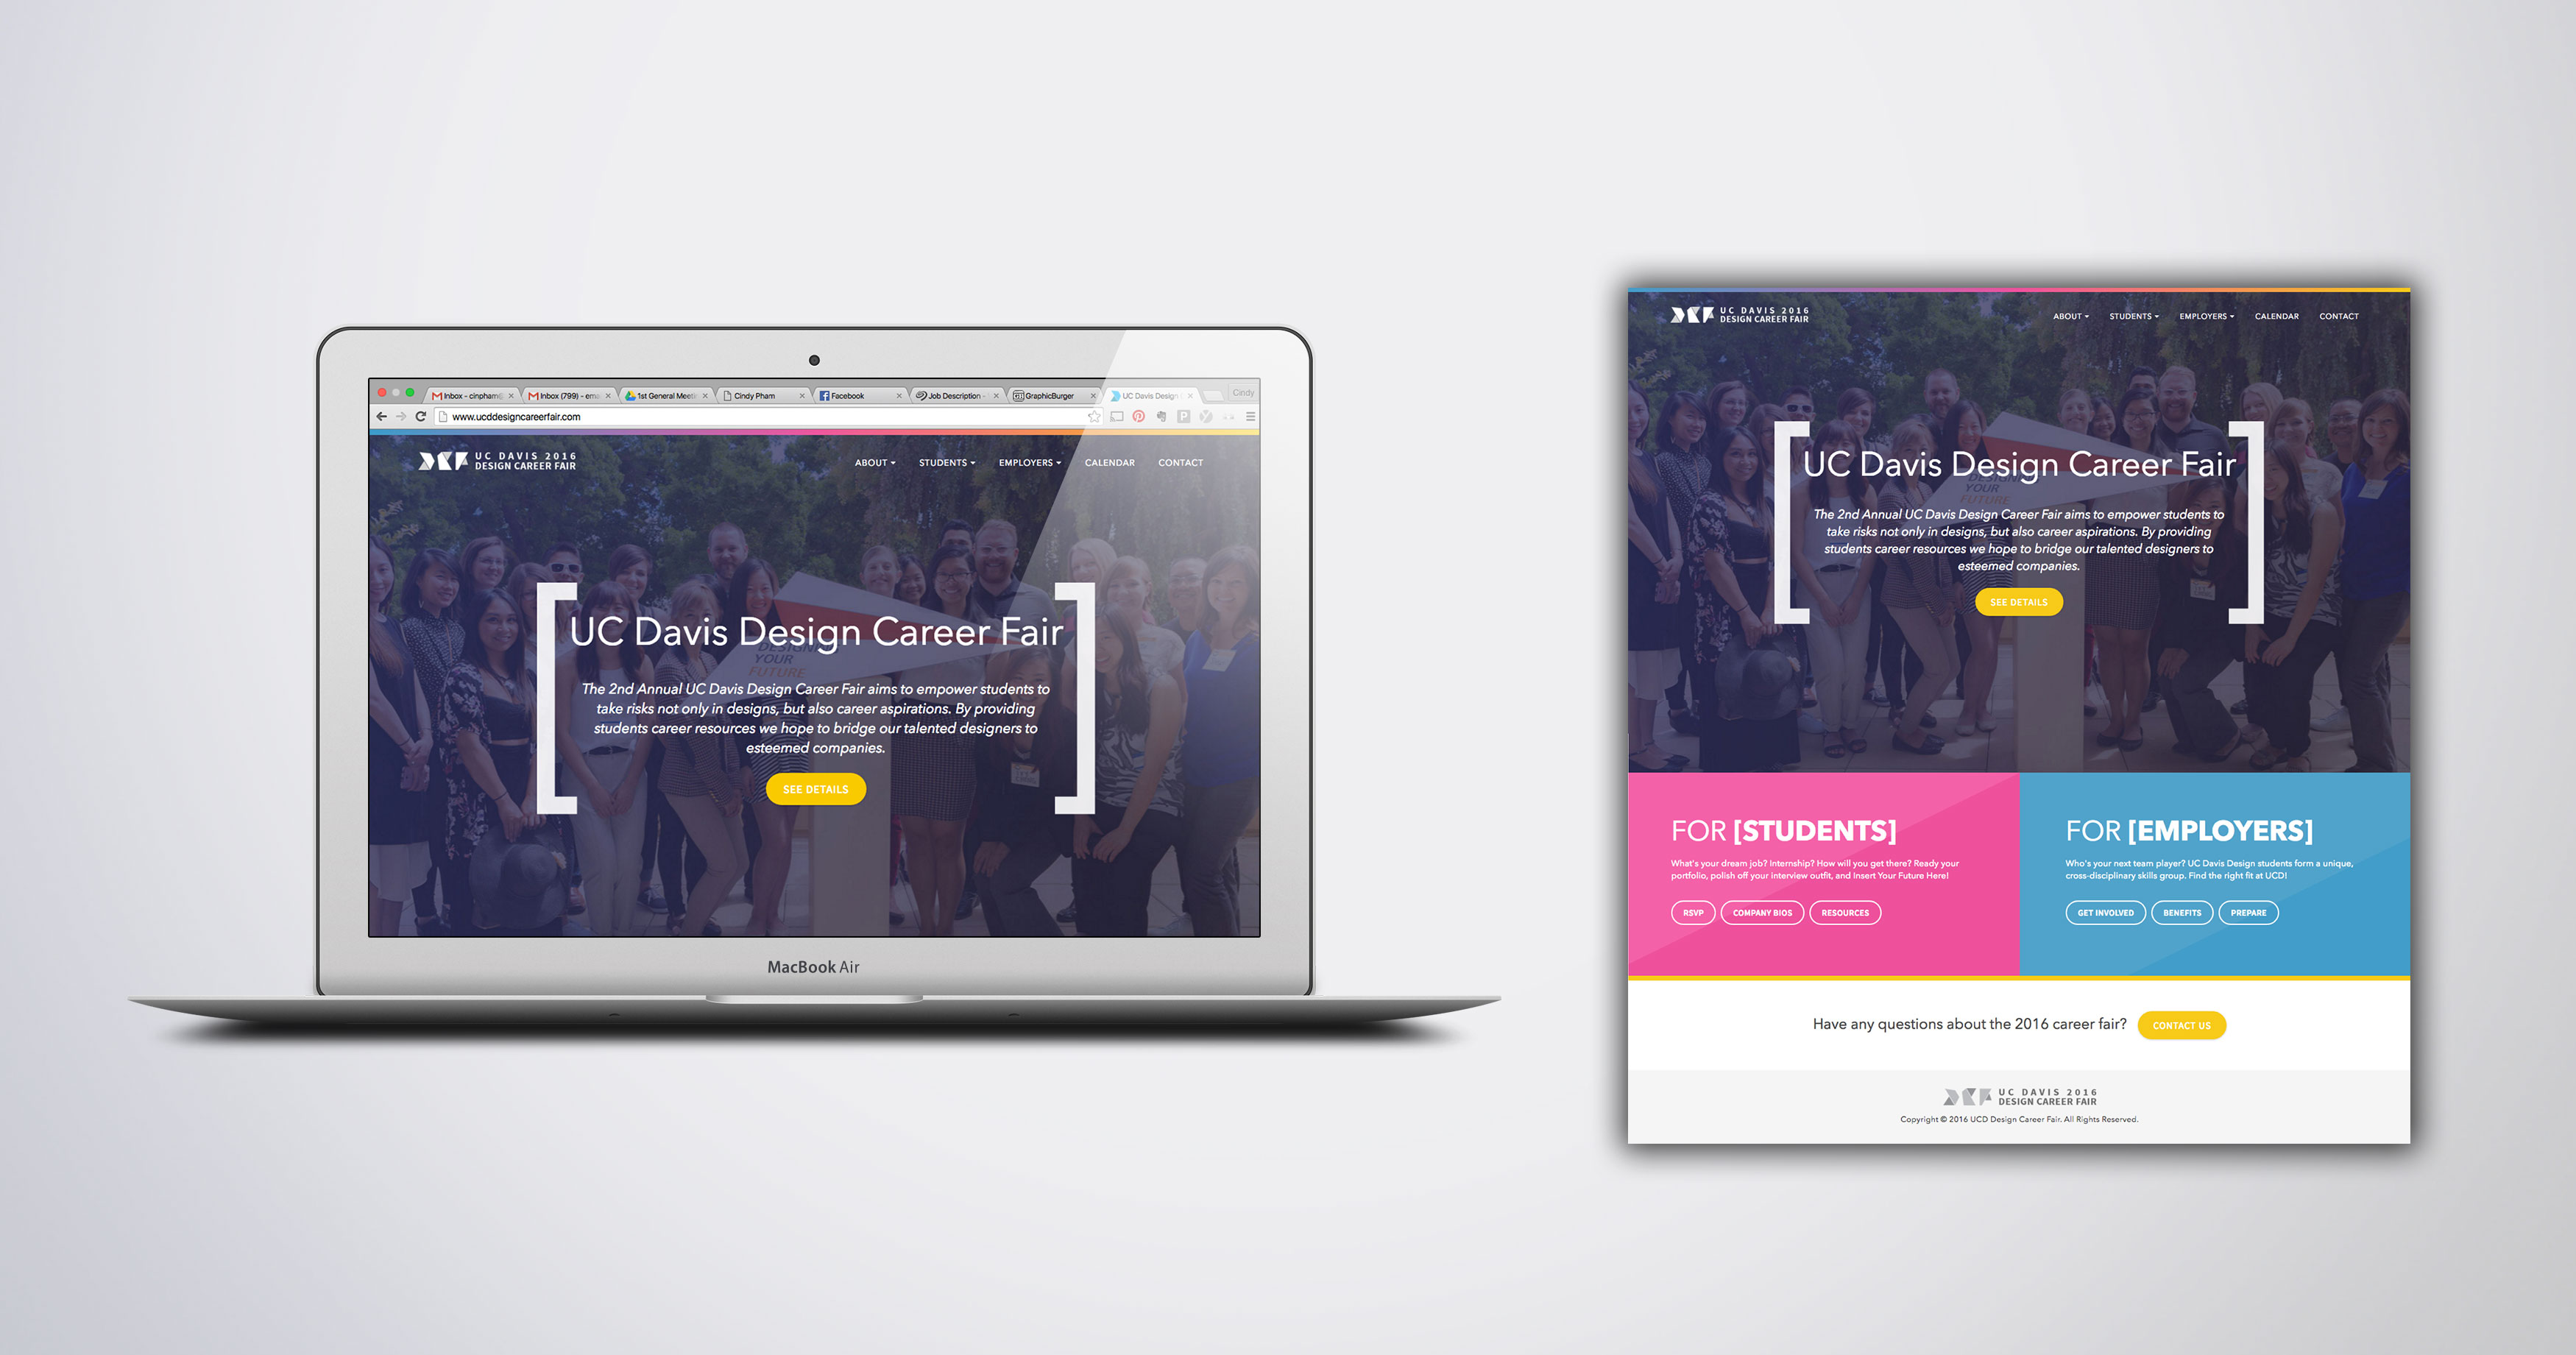 Inbox - cinpham
Inbox (799) - ema
1st General Meetin
Cindy Pham
Facebook
Job Description -
GraphicBurger
UC Davis Design
Cindy
www.ucddesigncareerfair.com
UC DAVIS 2016
DESIGN CAREER FAIR
ABOUT
STUDENTS
EMPLOYERS
CALENDAR
CONTACT
UC Davis Design Career Fair
DESIGN
YOUR
FUTURE
The 2nd Annual UC Davis Design Career Fair aims to empower students to
take risks not only in designs, but also career aspirations. By providing
students career resources we hope to bridge our talented designers to
esteemed companies.
SEE DETAILS
MacBook Air
UC DAVIS 2016
DESIGN CAREER FAIR
ABOUT
STUDENTS
EMPLOYERS
CALENDAR
CONTACT
UC Davis Design Career Fair
DESIGN
YOUR
FUTURE
The 2nd Annual UC Davis Design Career Fair aims to empower students to
take risks not only in designs, but also career aspirations. By providing
students career resources we hope to bridge our talented designers to
esteemed companies.
SEE DETAILS
FOR [STUDENTS]
What's your dream job? Internship? How will you get there? Ready your
portfolio, polish off your interview outfit, and Insert Your Future Here!
RSVP
COMPANY BIOS
RESOURCES
FOR [EMPLOYERS]
Who's your next team player? UC Davis Design students form a unique,
cross-disciplinary skills group. Find the right fit at UCD!
GET INVOLVED
BENEFITS
PREPARE
Have any questions about the 2016 career fair?
CONTACT US
UC DAVIS 2016
DESIGN CAREER FAIR
Copyright © 2016 UCD Design Career Fair. All Rights Reserved.